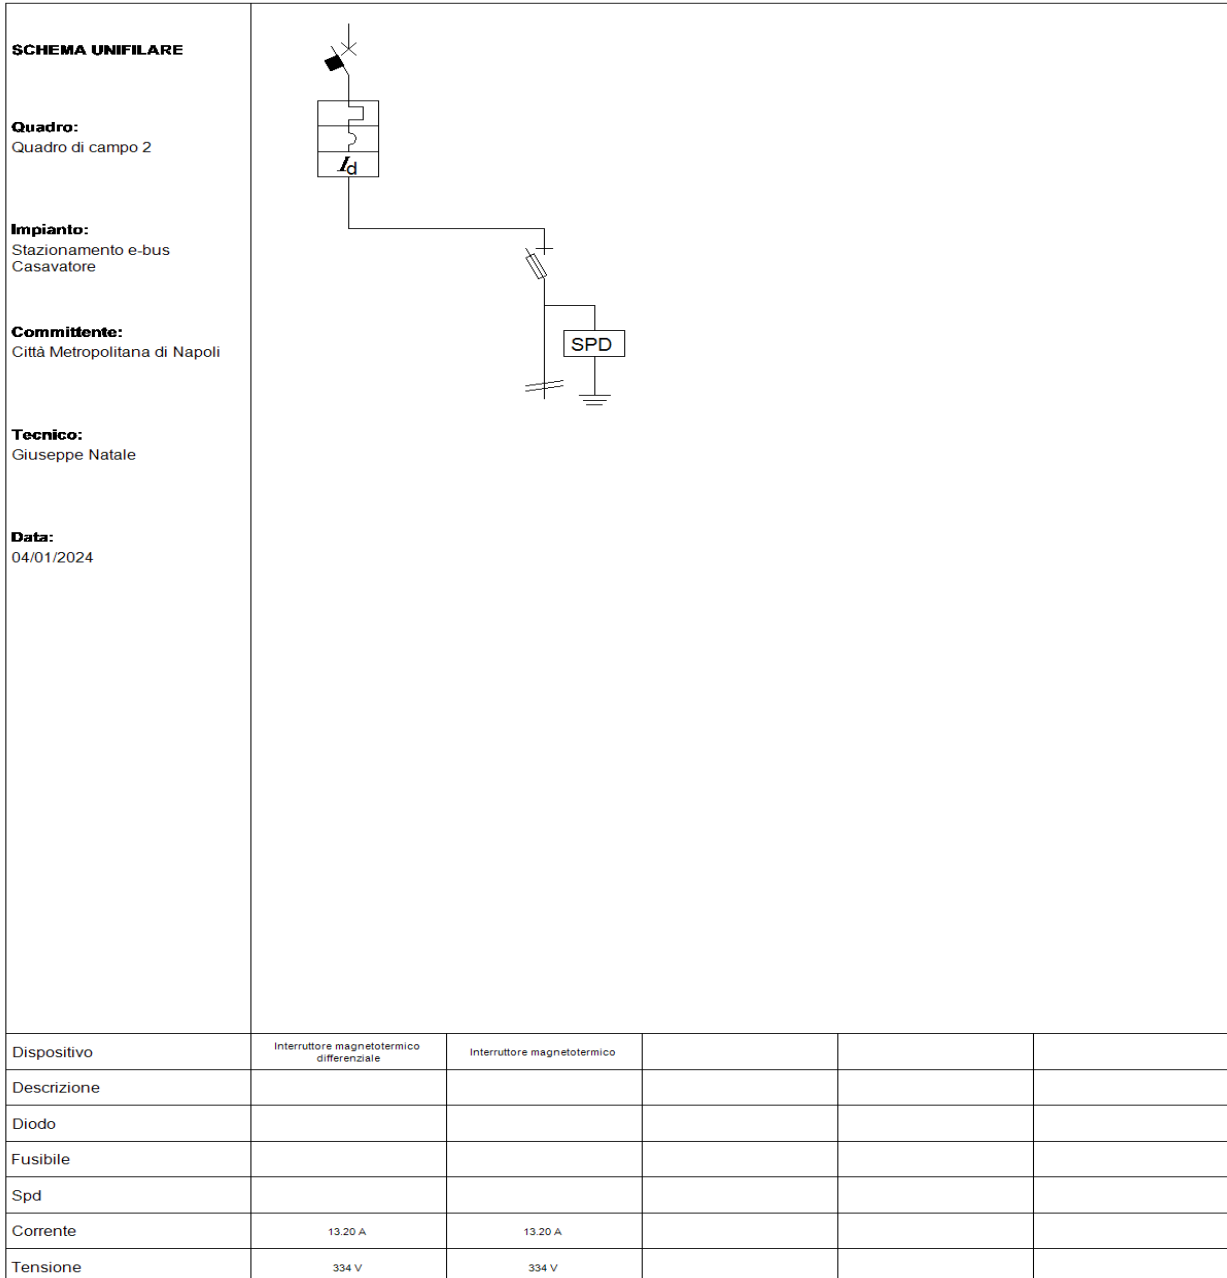 SCHEMA UNIFILARE
Quadro:
Quadro di campo 2
Impianto:
Stazionamento e-bus
Casavatore
Committente:
Città Metropolitana di Napoli
Tecnico:
Giuseppe Natale
Data:
04/01/2024
Id
SPD
Dispositivo
Interruttore magnetotermico
differenziale
Interruttore magnetotermico
Descrizione
Diodo
Fusibile
Spd
Corrente 13.20 A 13.20 A
Tensione 334 V 334 V